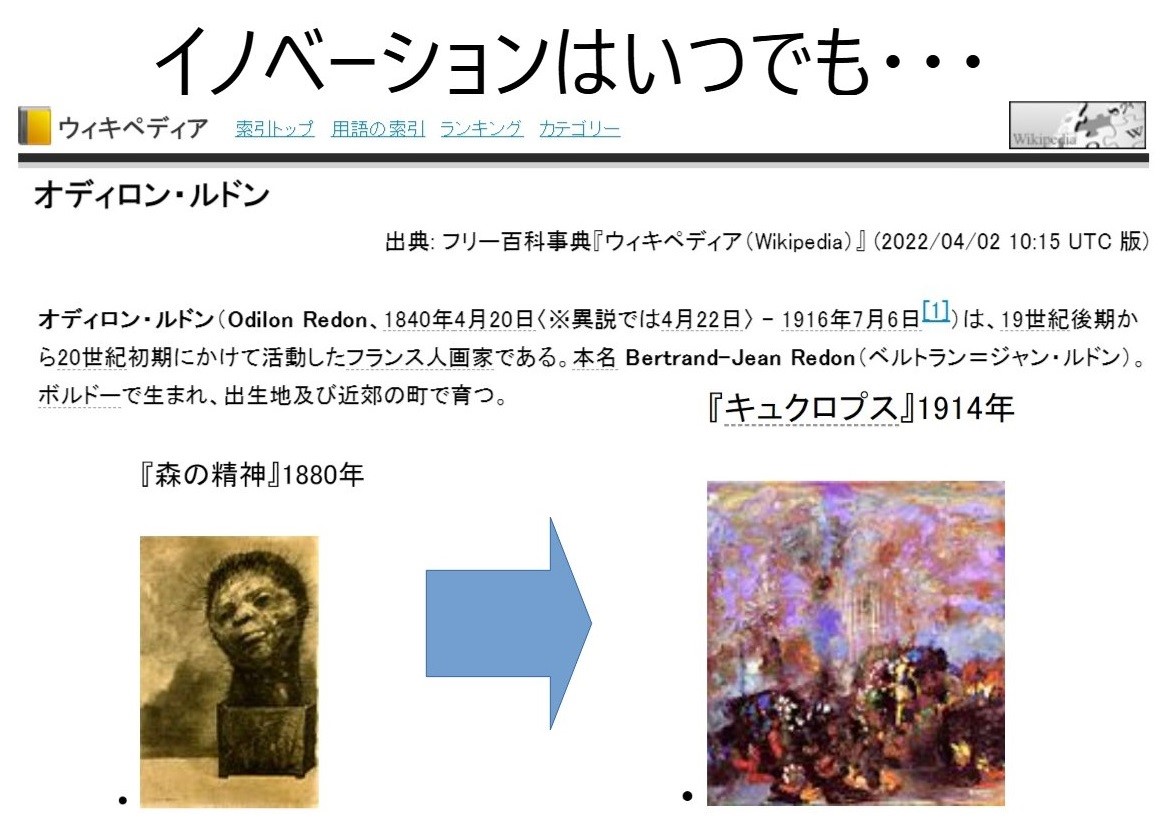 イノベーションはいつでも・・・
ウィキペディア 索引トップ 用語の索引 ランキング カテゴリー
Wikipedia
オディロン・ルドン
出典: フリー百科事典『ウィキペディア(Wikipedia)』 (2022/04/02 10:15 UTC 版)
オディロン・ルドン(Odilon Redon、1840年4月20日〈※異説では4月22日〉 - 1916年7月6日[1])は、19世紀後期か
ら20世紀初期にかけて活動したフランス人画家である。本名 Bertrand-Jean Redon(ベルトラン=ジャン・ルドン)。
ボルドーで生まれ、出生地及び近郊の町で育つ。
『キュクロプス』1914年
『森の精神』1880年